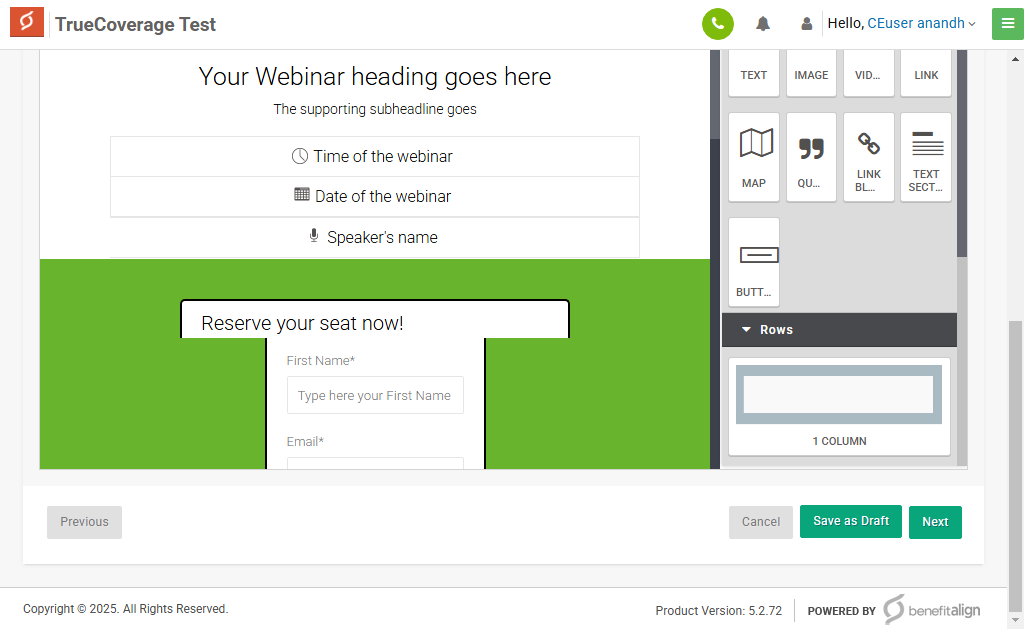 TrueCoverage Test
Hello, CEuser anandh
Your Webinar heading goes here
The supporting subheadline goes
Time of the webinar
Date of the webinar
Speaker's name
Reserve your seat now!
First Name*
Type here your First Name
Email*
TEXT IMAGE VID... LINK
MAP QU... LINK BL... TEXT SECT...
BUTT...
Rows
1 COLUMN
Previous Cancel Save as Draft Next
Copyright © 2025. All Rights Reserved. Product Version: 5.2.72 POWERED BY benefitalign